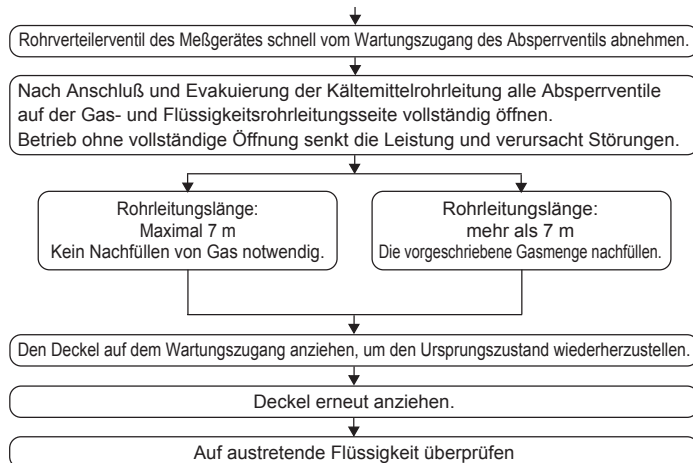 Rohrverteilerventil des Meßgerätes schnell vom Wartungszugang des Absperrventils abnehmen.
Nach Anschluß und Evakuierung der Kältemittelrohrleitung alle Absperrventile
auf der Gas- und Flüssigkeitsrohrleitungsseite vollständig öffnen.
Betrieb ohne vollständige Öffnung senkt die Leistung und verursacht Störungen.
Rohrleitungslänge:
Maximal 7 m
Kein Nachfüllen von Gas notwendig.
Rohrleitungslänge:
mehr als 7 m
Die vorgeschriebene Gasmenge nachfüllen.
Den Deckel auf dem Wartungszugang anziehen, um den Ursprungszustand wiederherzustellen.
Deckel erneut anziehen.
Auf austretende Flüssigkeit überprüfen